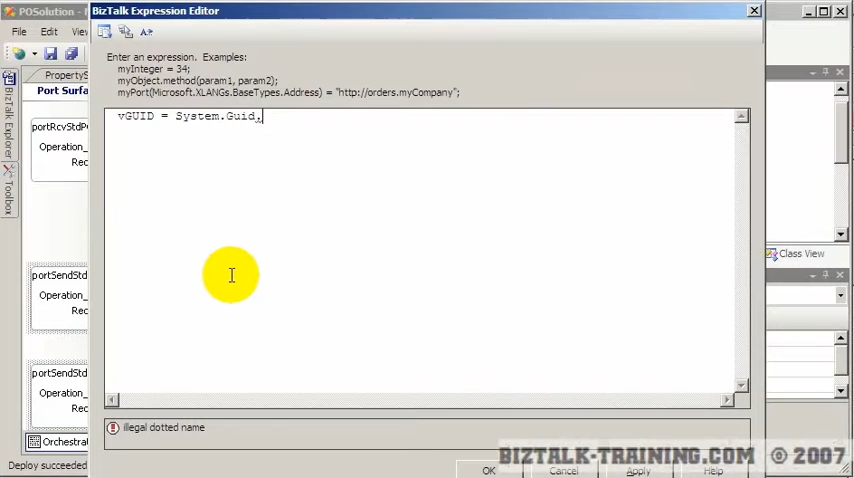 POSolution - M
BizTalk Expression Editor
File
Edit
Enter an expression. Examples:
myInteger = 34;
myObject.method(param1, param2);
myPort(Microsoft.XLANGs.BaseTypes.Address) = "http://orders.myCompany";
PropertyS
Port Surfa
BizTalk Explorer
Toolbox
vGUID = System.Guid.
portRcvStdPO
Operation_
Rec
Class View
portSendStd
Operation_
Rec
portSendStd
Operation_
Rec
illegal dotted name
Orchestra
Deploy succeeded
OK
Cancel
Apply
Help
BIZTALK-TRAINING.COM © 2007